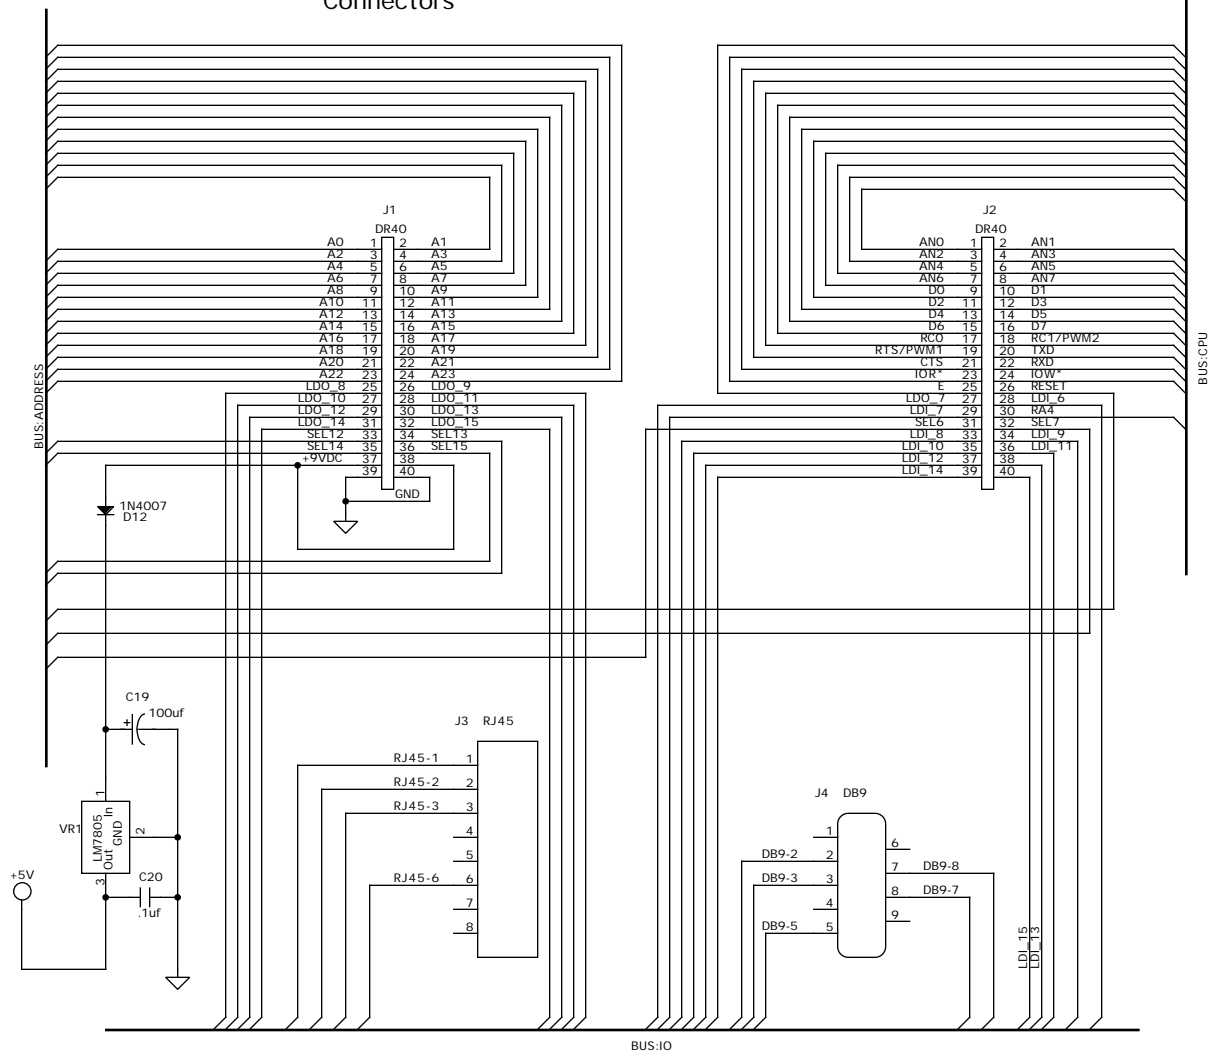 Connectors
J1
DR40
A0 1 2 A1
A2 3 4 A3
A4 5 6 A5
A6 7 8 A7
A8 9 10 A9
A10 11 12 A11
A12 13 14 A13
A14 15 16 A15
A16 17 18 A17
A18 19 20 A19
A20 21 22 A21
A22 23 24 A23
LDO_8 25 26 LDO_9
LDO_10 27 28 LDO_11
LDO_12 29 30 LDO_13
LDO_14 31 32 LDO_15
SEL12 33 34 SEL13
SEL14 35 36 SEL15
+9VDC 37 38
39 40
GND
J2
DR40
AN0 1 2 AN1
AN2 3 4 AN3
AN4 5 6 AN5
AN6 7 8 AN7
D0 9 10 D1
D2 11 12 D3
D4 13 14 D5
D6 15 16 D7
RC0 17 18 RC1/PWM2
RTS/PWM1 19 20 TXD
CTS 21 22 RXD
IOR* 23 24 IOW*
E 25 26 RESET
LDO_7 27 28 LDI_6
LDI_7 29 30 RA4
SEL6 31 32 SEL7
LDI_8 33 34 LDI_9
LDI_10 35 36 LDI_11
LDI_12 37 38
LDI_14 39 40
BUS:ADDRESS
BUS:CPU
1N4007
D12
C19
+ 100uf
VR1
LM7805
1 In
GND 2
3 Out
+5V
C20
.1uf
J3 RJ45
RJ45-1 1
RJ45-2 2
RJ45-3 3
4
5
RJ45-6 6
7
8
J4 DB9
1
6
DB9-2 2
7 DB9-8
DB9-3 3
8 DB9-7
4
9
DB9-5 5
LDI_15
LDI_13
BUS:IO